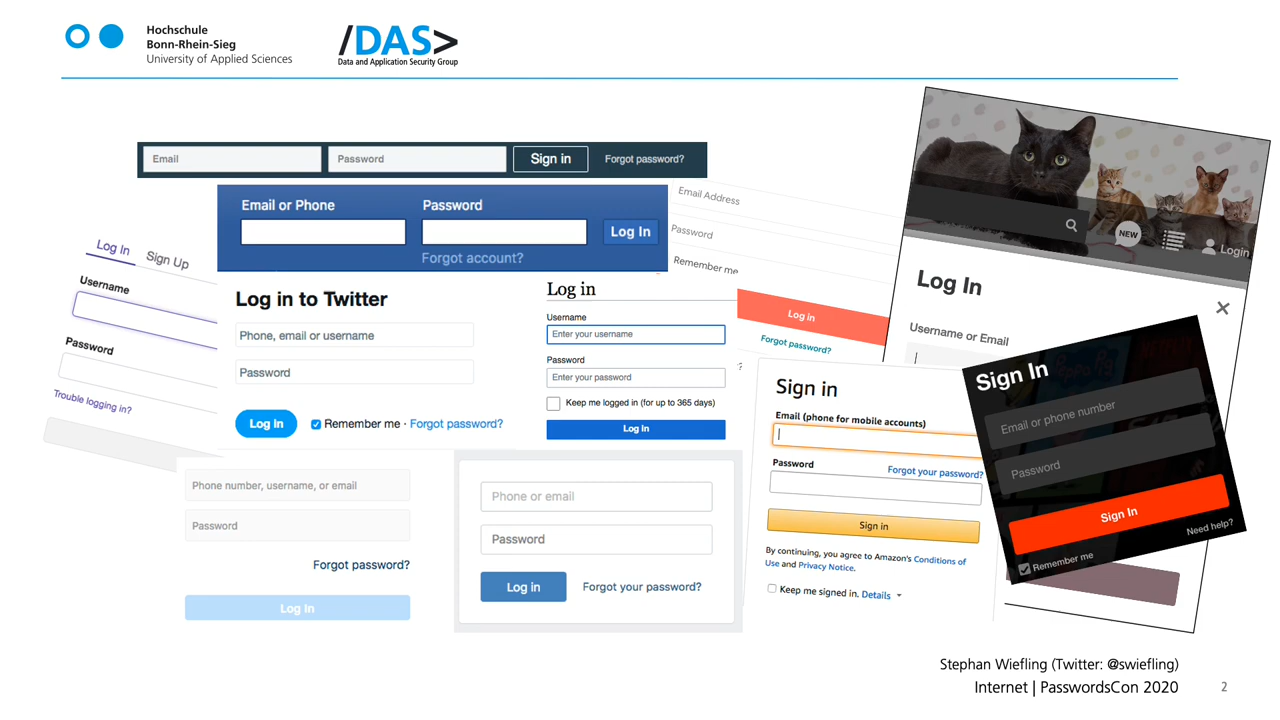 Hochschule
Bonn-Rhein-Sieg
University of Applied Sciences
/DAS>
Data and Application Security Group
Email
Password
Sign in
Forgot password?
Email or Phone
Password
Log In
Forgot account?
Email Address
Password
Remember me
Log in
Forgot password?
NEW
Login
Log In
Username or Email
Log In
Sign Up
Username
Password
Trouble logging in?
Log in to Twitter
Phone, email or username
Password
Log In
Remember me · Forgot password?
Log in
Username
Enter your username
Password
Enter your password
Keep me logged in (for up to 365 days)
Log in
Sign in
Email (phone for mobile accounts)
Password
Forgot your password?
Sign in
By continuing, you agree to Amazon's Conditions of
Use and Privacy Notice.
Keep me signed in. Details
Sign In
Email or phone number
Password
Sign In
Remember me
Need help?
Phone number, username, or email
Password
Forgot password?
Log In
Phone or email
Password
Log in
Forgot your password?
Stephan Wiefling (Twitter: @swiefling)
Internet | PasswordsCon 2020
2